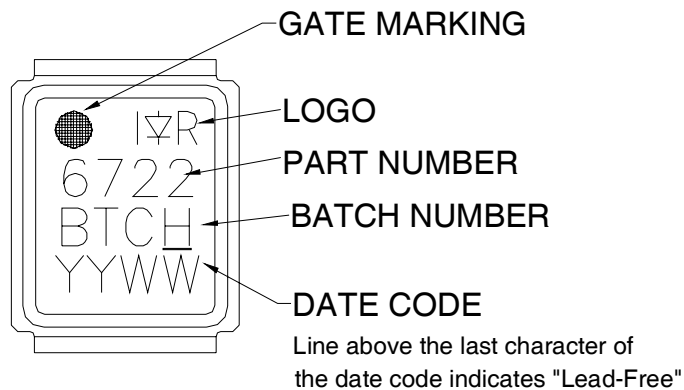 GATE MARKING
I R
LOGO
6722
PART NUMBER
BTCH
BATCH NUMBER
YYWW
DATE CODE
Line above the last character of
the date code indicates "Lead-Free"